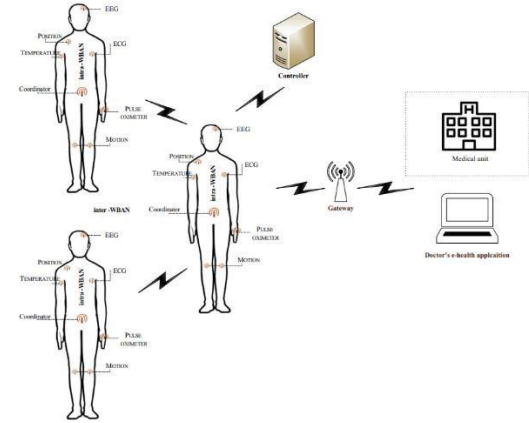 EEG
POSITION
ECG
TEMPERATURE
intra-WBAN
Coordinator
PULSE
OXIMETER
MOTION
Controller
EEG
POSITION
ECG
TEMPERATURE
intra-WBAN
Coordinator
PULSE
OXIMETER
MOTION
inter-WBAN
EEG
POSITION
ECG
TEMPERATURE
intra-WBAN
Coordinator
PULSE
OXIMETER
MOTION
Gateway
H
Medical unit
Doctor's e-health applcaition